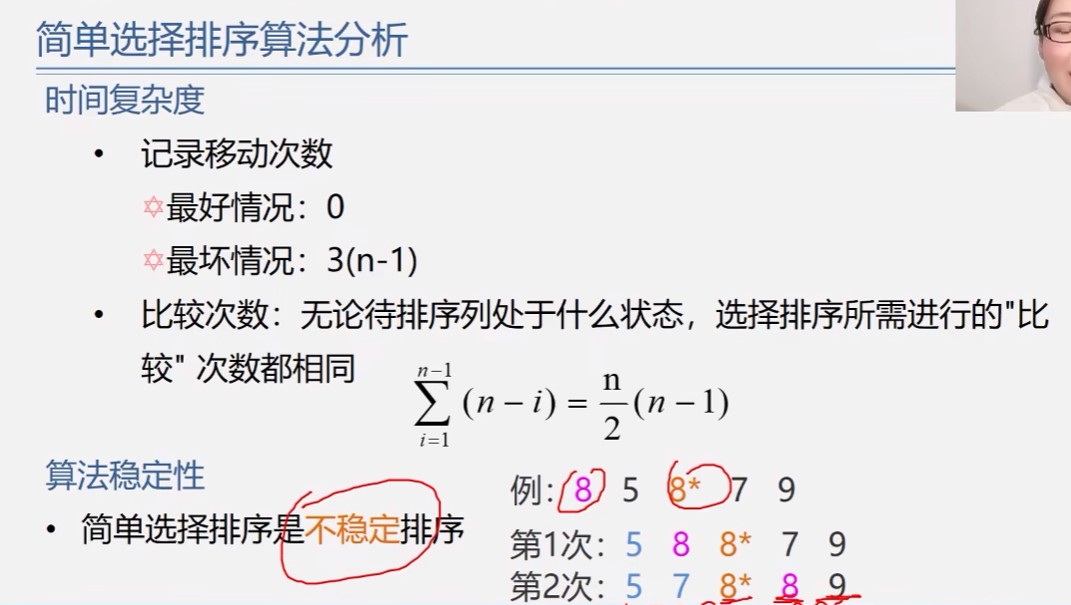 简单选择排序算法分析
时间复杂度
• 记录移动次数
✡最好情况：0
✡最坏情况：3(n-1)
• 比较次数：无论待排序列处于什么状态，选择排序所需进行的"比
较" 次数都相同
n−1
∑ (n − i) = n/2 (n − 1)
i=1
算法稳定性
• 简单选择排序是不稳定排序
例：8 5 8* 7 9
第1次：5 8 8* 7 9
第2次：5 7 8* 8 9